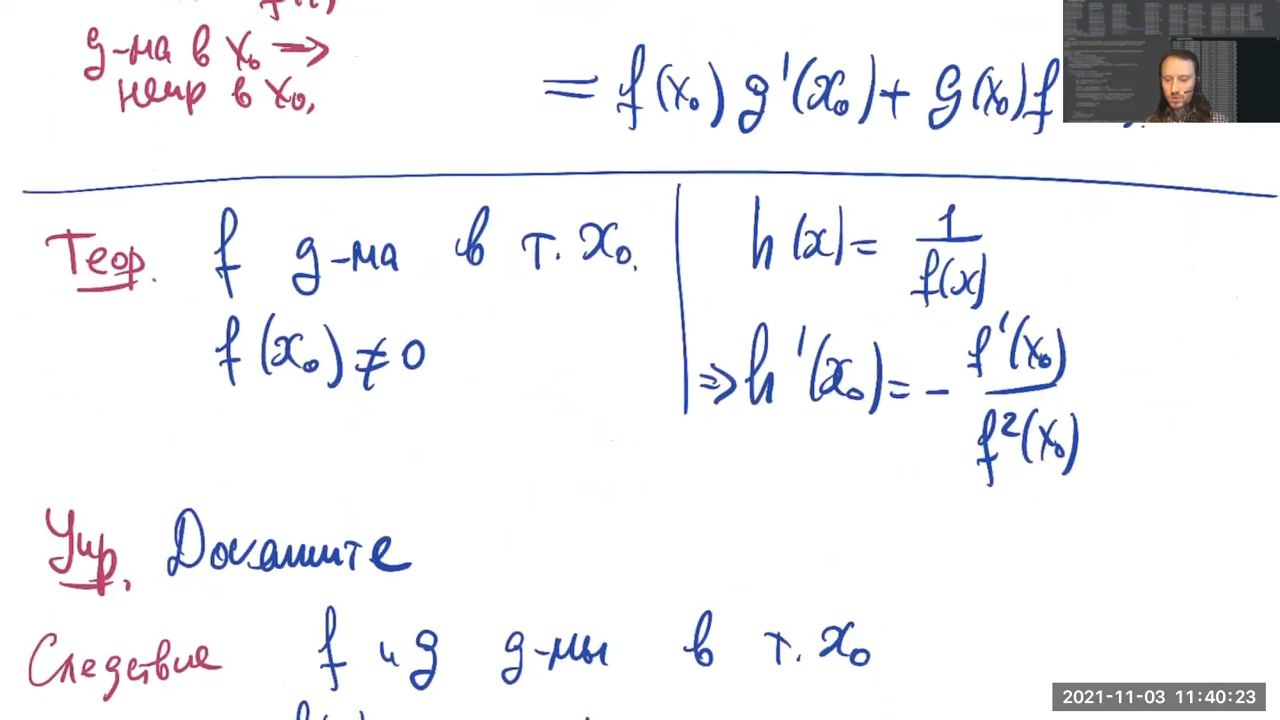 д-ма в x₀ →
непр в x₀,
= f(x₀) g'(x₀) + g(x₀) f
Теор. f д-ма в т. x₀.
f(x₀) ≠ 0
h(x) = 1/f(x)
⇒ h'(x₀) = - f'(x₀)/f²(x₀)
Упр. Докажите
Следствие f и g д-мы в т. x₀
2021-11-03 11:40:23